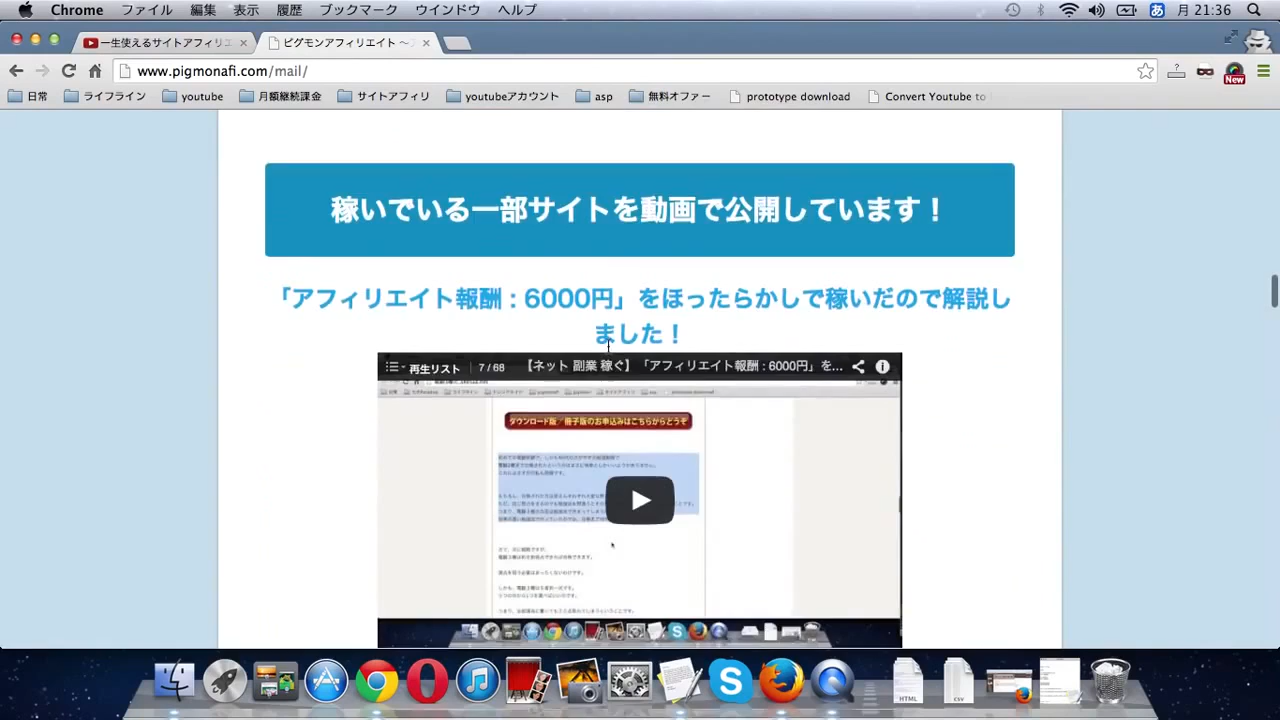 Chrome ファイル 編集 表示 履歴 ブックマーク ウインドウ ヘルプ 月 21:36
一生使えるサイトアフィリエ
ピグモンアフィリエイト ～
www.pigmonafi.com/mail/
New
日常 ライフライン youtube 月額継続課金 サイトアフィリ youtubeアカウント asp 無料オファー prototype download Convert Youtube to
稼いでいる一部サイトを動画で公開しています！
「アフィリエイト報酬：6000円」をほったらかしで稼いだので解説し
ました！
再生リスト 7/68 【ネット 副業 稼ぐ】「アフィリエイト報酬：6000円」を...
ダウンロード版／冊子版のお申込みはこちらからどうぞ
HTML
CSV